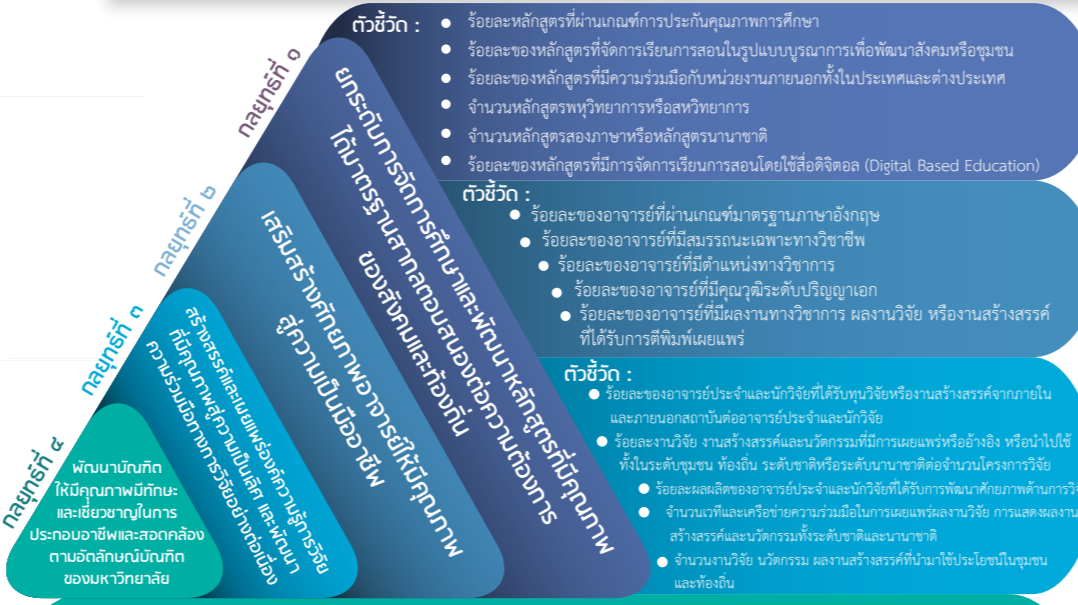 กลยุทธ์ที่ ๑
ยกระดับการจัดการศึกษาและพัฒนาหลักสูตรที่มีคุณภาพ
ได้มาตรฐานสากลตอบสนองต่อความต้องการ
ของสังคมและท้องถิ่น
ตัวชี้วัด :
● ร้อยละหลักสูตรที่ผ่านเกณฑ์การประกันคุณภาพการศึกษา
● ร้อยละของหลักสูตรที่จัดการเรียนการสอนในรูปแบบบูรณาการเพื่อพัฒนาสังคมหรือชุมชน
● ร้อยละของหลักสูตรที่มีความร่วมมือกับหน่วยงานภายนอกทั้งในประเทศและต่างประเทศ
● จำนวนหลักสูตรพหุวิทยาการหรือสหวิทยาการ
● จำนวนหลักสูตรสองภาษาหรือหลักสูตรนานาชาติ
● ร้อยละของหลักสูตรที่มีการจัดการเรียนการสอนโดยใช้สื่อดิจิตอล (Digital Based Education)
กลยุทธ์ที่ ๒
เสริมสร้างศักยภาพอาจารย์ให้มีคุณภาพ
สู่ความเป็นมืออาชีพ
ตัวชี้วัด :
● ร้อยละของอาจารย์ที่ผ่านเกณฑ์มาตรฐานภาษาอังกฤษ
● ร้อยละของอาจารย์ที่มีสมรรถนะเฉพาะทางวิชาชีพ
● ร้อยละของอาจารย์ที่มีตำแหน่งทางวิชาการ
● ร้อยละของอาจารย์ที่มีคุณวุฒิระดับปริญญาเอก
● ร้อยละของอาจารย์ที่มีผลงานทางวิชาการ ผลงานวิจัย หรืองานสร้างสรรค์
ที่ได้รับการตีพิมพ์เผยแพร่
กลยุทธ์ที่ ๓
สร้างสรรค์และเผยแพร่องค์ความรู้การวิจัย
ที่มีคุณภาพสู่ความเป็นเลิศ และพัฒนา
ความร่วมมือทางการวิจัยอย่างต่อเนื่อง
ตัวชี้วัด :
● ร้อยละของอาจารย์ประจำและนักวิจัยที่ได้รับทุนวิจัยหรืองานสร้างสรรค์จากภายใน
และภายนอกสถาบันต่ออาจารย์ประจำและนักวิจัย
● ร้อยละงานวิจัย งานสร้างสรรค์และนวัตกรรมที่มีการเผยแพร่หรืออ้างอิง หรือนำไปใช้
ทั้งในระดับชุมชน ท้องถิ่น ระดับชาติหรือระดับนานาชาติต่อจำนวนโครงการวิจัย
● ร้อยละผลผลิตของอาจารย์ประจำและนักวิจัยที่ได้รับการพัฒนาศักยภาพด้านการวิจ
● จำนวนเวทีและเครือข่ายความร่วมมือในการเผยแพร่ผลงานวิจัย การแสดงผลงาน
สร้างสรรค์และนวัตกรรมทั้งระดับชาติและนานาชาติ
● จำนวนงานวิจัย นวัตกรรม ผลงานสร้างสรรค์ที่นำมาใช้ประโยชน์ในชุมชน
และท้องถิ่น
กลยุทธ์ที่ ๔
พัฒนาบัณฑิต
ให้มีคุณภาพมีทักษะ
และเชี่ยวชาญในการ
ประกอบอาชีพและสอดคล้อง
ตามอัตลักษณ์บัณฑิต
ของมหาวิทยาลัย